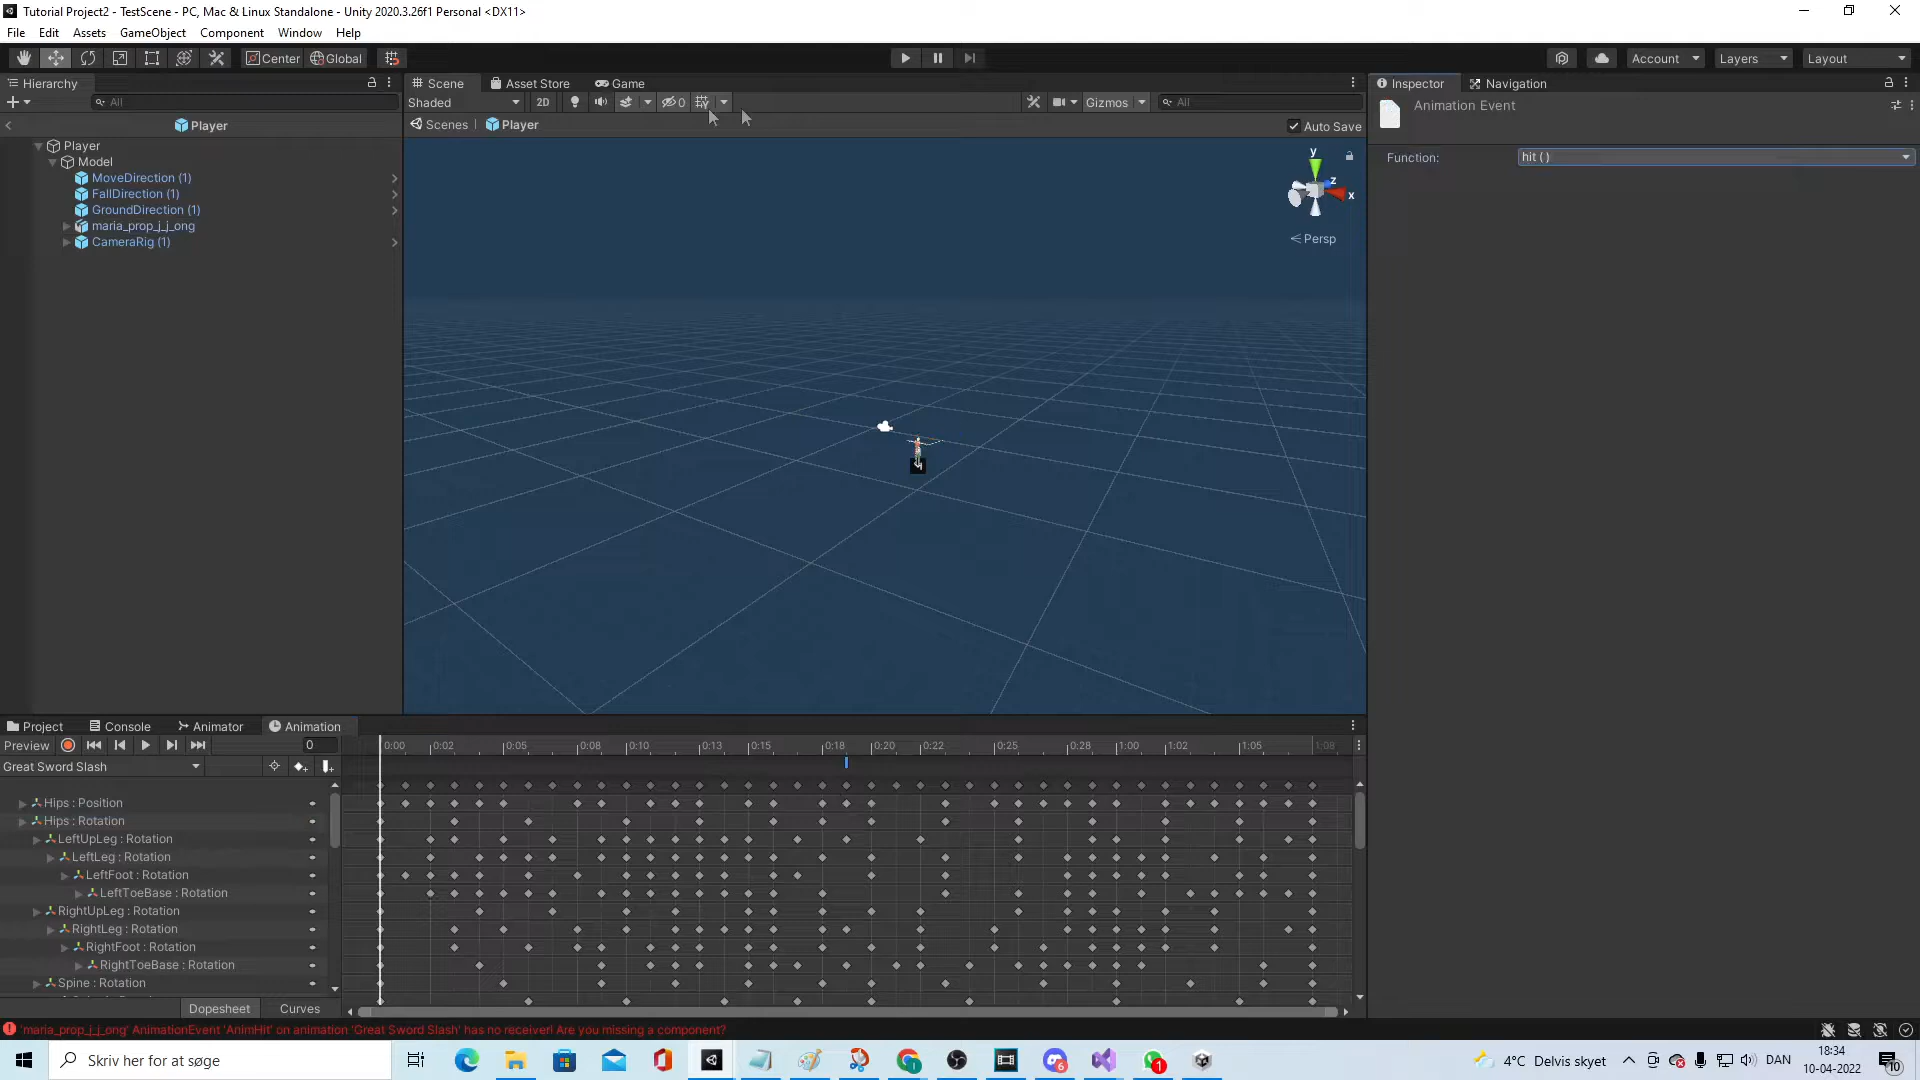 Tutorial Project2 - TestScene - PC, Mac & Linux Standalone - Unity 2020.3.26f1 Personal <DX11>
File Edit Assets GameObject Component Window Help
Center Global Account Layers Layout
Hierarchy
All
Player
Player
Model
MoveDirection (1)
FallDirection (1)
GroundDirection (1)
maria_prop_j_j_ong
CameraRig (1)
Scene Asset Store Game
Shaded 2D 0 Gizmos All
Scenes Player Auto Save
y
z
x
Persp
Inspector Navigation
Animation Event
Function: hit ( )
Project Console Animator Animation
Preview 0 0:00 0:02 0:05 0:08 0:10 0:13 0:15 0:18 0:20 0:22 0:25 0:28 1:00 1:02 1:05 1:08
Great Sword Slash
Hips : Position
Hips : Rotation
LeftUpLeg : Rotation
LeftLeg : Rotation
LeftFoot : Rotation
LeftToeBase : Rotation
RightUpLeg : Rotation
RightLeg : Rotation
RightFoot : Rotation
RightToeBase : Rotation
Spine : Rotation
Dopesheet Curves
'maria_prop_j_j_ong' AnimationEvent 'AnimHit' on animation 'Great Sword Slash' has no receiver! Are you missing a component?
Skriv her for at søge
6
1
4°C Delvis skyet
DAN
18:34
10-04-2022
10